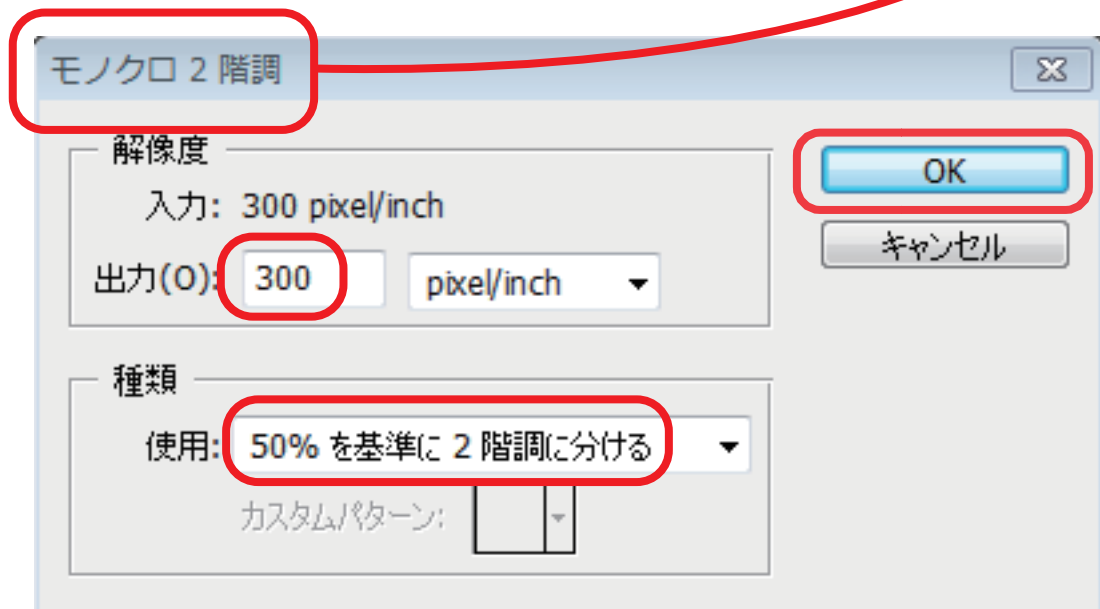 モノクロ 2 階調
解像度
入力: 300 pixel/inch
出力(O): 300 pixel/inch
種類
使用: 50% を基準に 2 階調に分ける
カスタムパターン:
OK
キャンセル